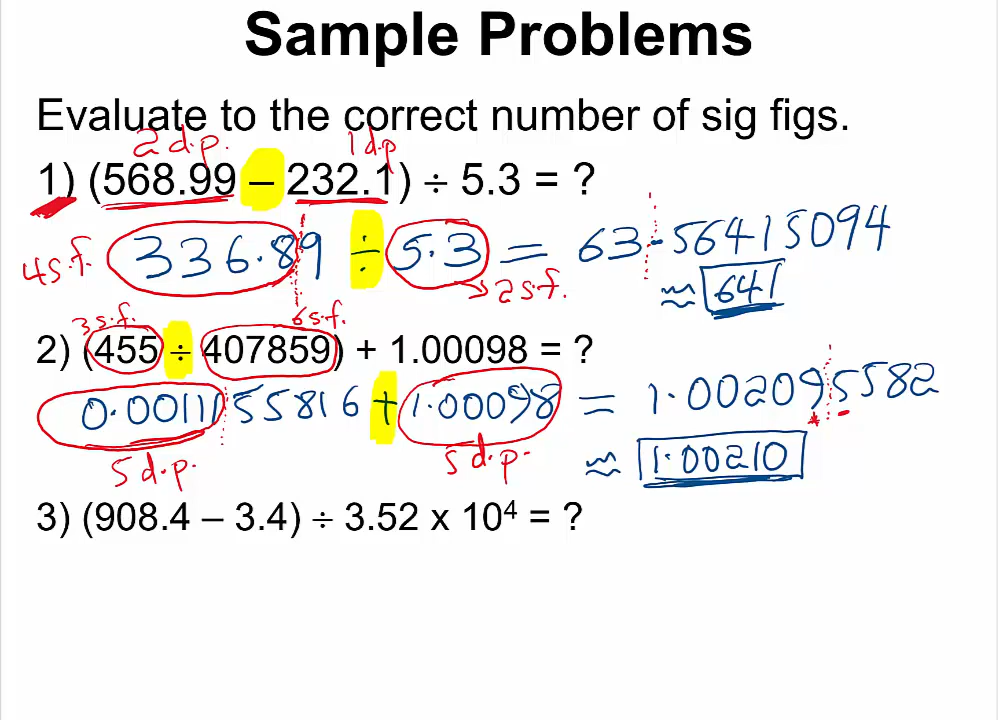 Sample Problems
Evaluate to the correct number of sig figs.
2 d.p. 1 d.p
1) (568.99 – 232.1) ÷ 5.3 = ?
4 s.f. 336.89 ÷ 5.3 = 63.56415094
2 s.f. ≈ 641
3 s.f. 6 s.f.
2) (455 ÷ 407859) + 1.00098 = ?
0.0011155816 + 1.00098 = 1.002095582
5 d.p. 5 d.p. ≈ 1.00210
3) (908.4 – 3.4) ÷ 3.52 x 10⁴ = ?